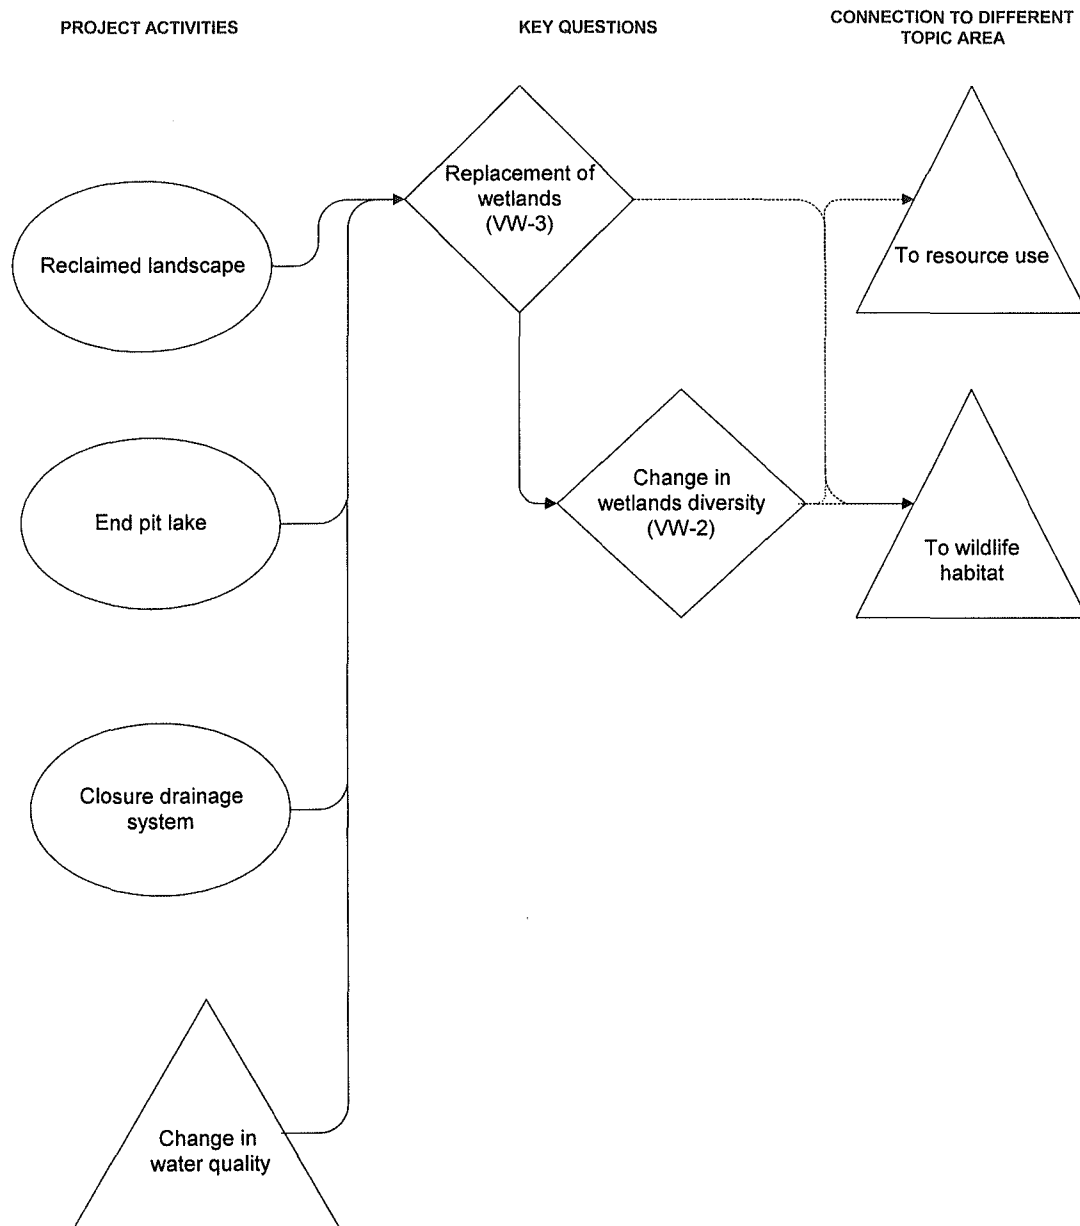 PROJECT ACTIVITIES
KEY QUESTIONS
CONNECTION TO DIFFERENT
TOPIC AREA
Reclaimed landscape
End pit lake
Closure drainage
system
Change in
water quality
Replacement of
wetlands
(VW-3)
Change in
wetlands diversity
(VW-2)
To resource use
To wildlife
habitat